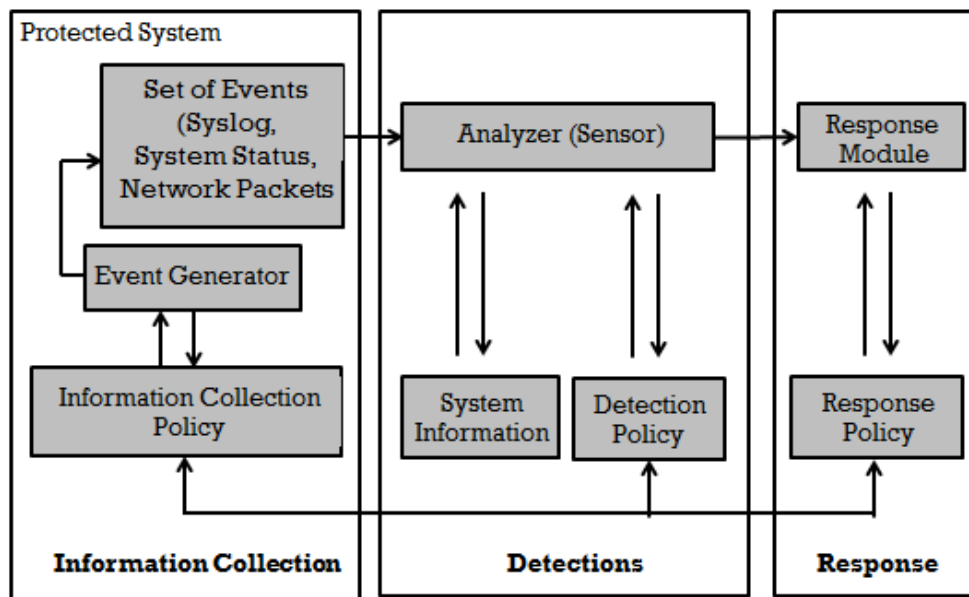 Protected System
Set of Events
(Syslog,
System Status,
Network Packets
Event Generator
Information Collection
Policy
Information Collection
Analyzer (Sensor)
System
Information
Detection
Policy
Detections
Response
Module
Response
Policy
Response